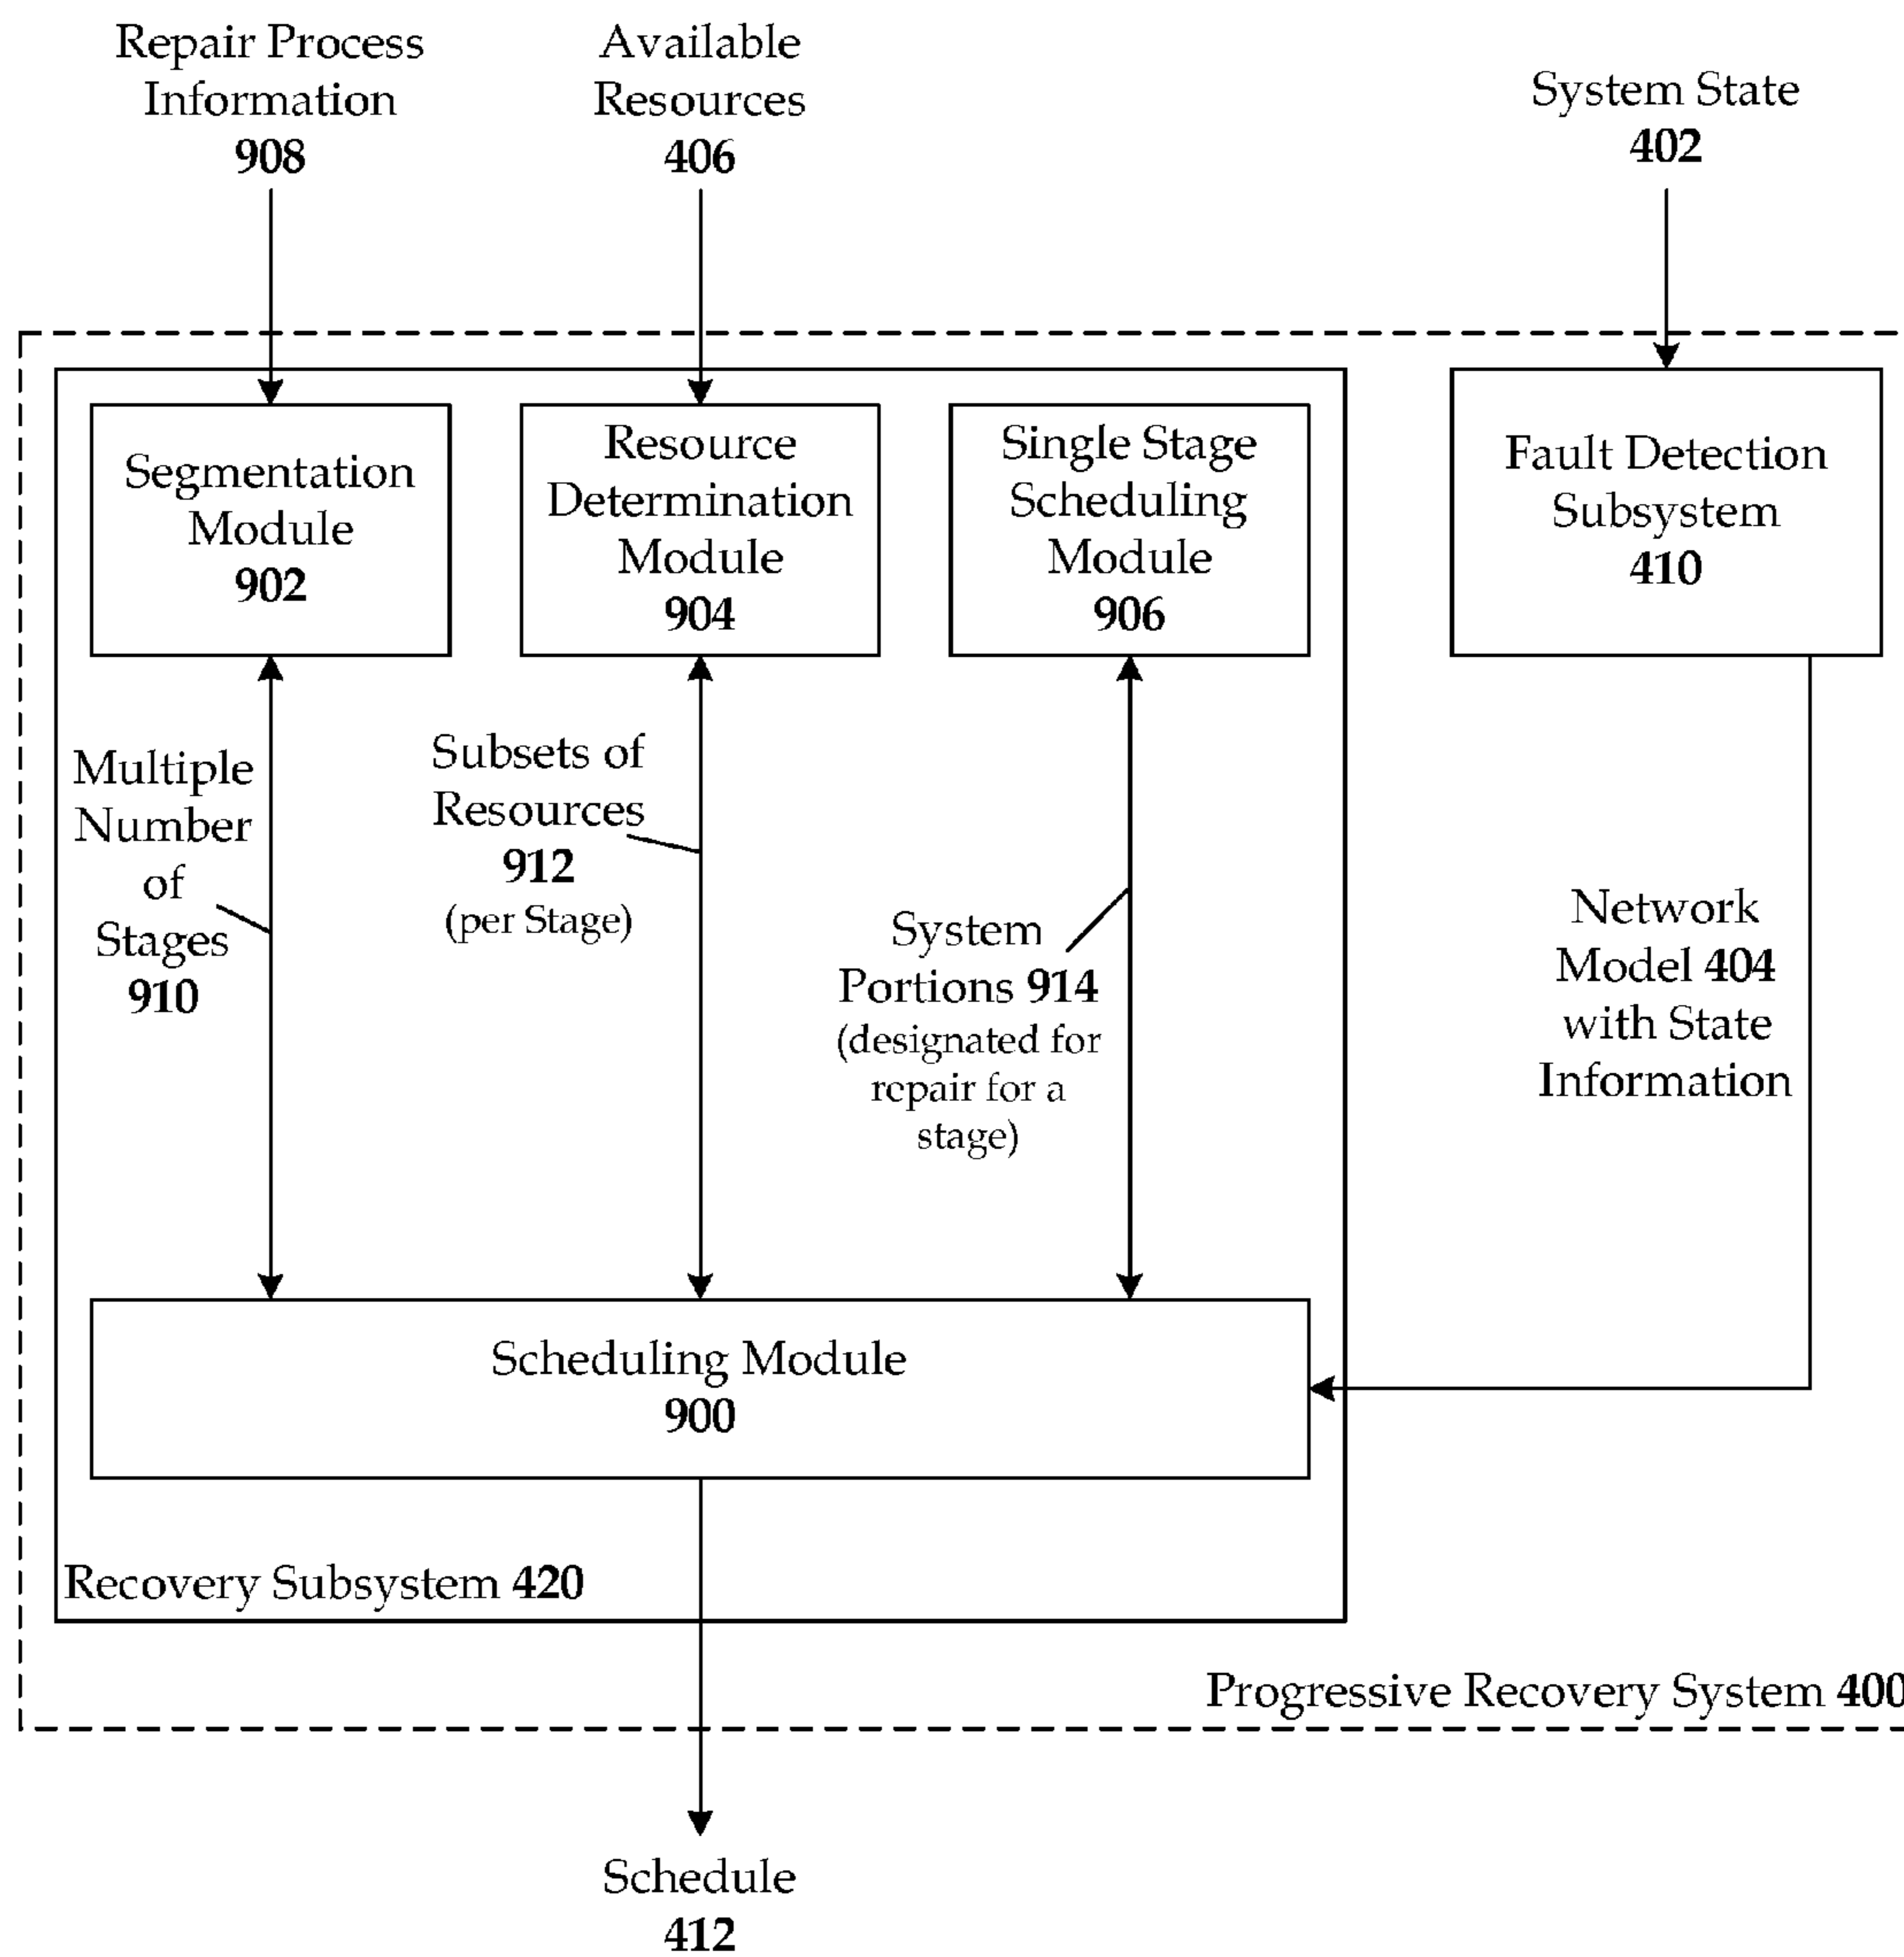 Repair Process
Information
908
Available
Resources
406
System State
402
Segmentation
Module
902
Resource
Determination
Module
904
Single Stage
Scheduling
Module
906
Fault Detection
Subsystem
410
Multiple
Number
of
Stages
910
Subsets of
Resources
912
(per Stage)
System
Portions 914
(designated for
repair for a
stage)
Network
Model 404
with State
Information
Scheduling Module
900
Recovery Subsystem 420
Progressive Recovery System 400
Schedule
412